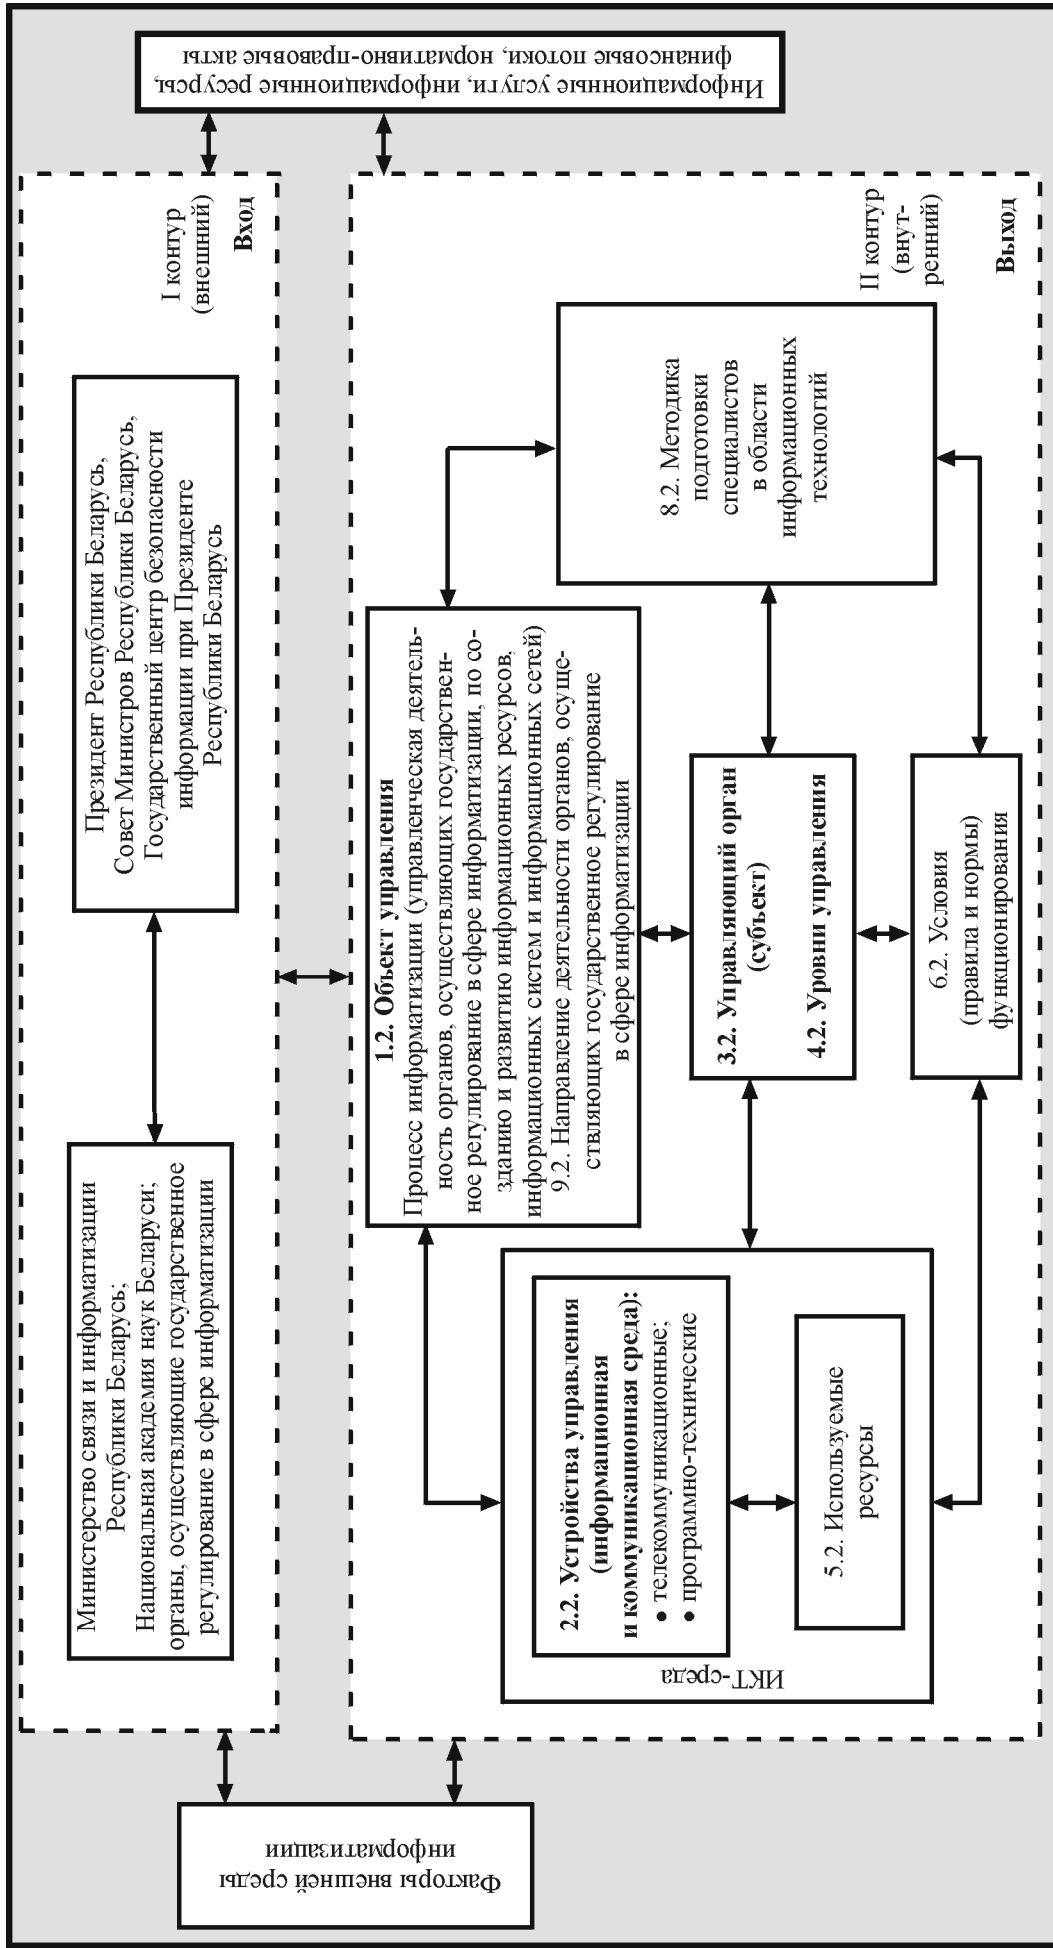 Факторы внешней среды
информатизации
Министерство связи и информатизации
Республики Беларусь;
Национальная академия наук Беларуси;
органы, осуществляющие государственное
регулирование в сфере информатизации
Президент Республики Беларусь,
Совет Министров Республики Беларусь,
Государственный центр безопасности
информации при Президенте
Республики Беларусь
I контур
(внешний)
Вход
Информационные услуги, информационные ресурсы,
финансовые потоки, нормативно-правовые акты
1.2. Объект управления
Процесс информатизации (управленческая деятель-
ность органов, осуществляющих государствен-
ное регулирование в сфере информатизации, по со-
зданию и развитию информационных ресурсов,
информационных систем и информационных сетей)
9.2. Направление деятельности органов, осуще-
ствляющих государственное регулирование
в сфере информатизации
ИКТ-среда
2.2. Устройства управления
(информационная
и коммуникационная среда):
• телекоммуникационные;
• программно-технические
5.2. Используемые
ресурсы
3.2. Управляющий орган
(субъект)
4.2. Уровни управления
6.2. Условия
(правила и нормы)
функционирования
8.2. Методика
подготовки
специалистов
в области
информационных
технологий
II контур
(внут-
ренний)
Выход